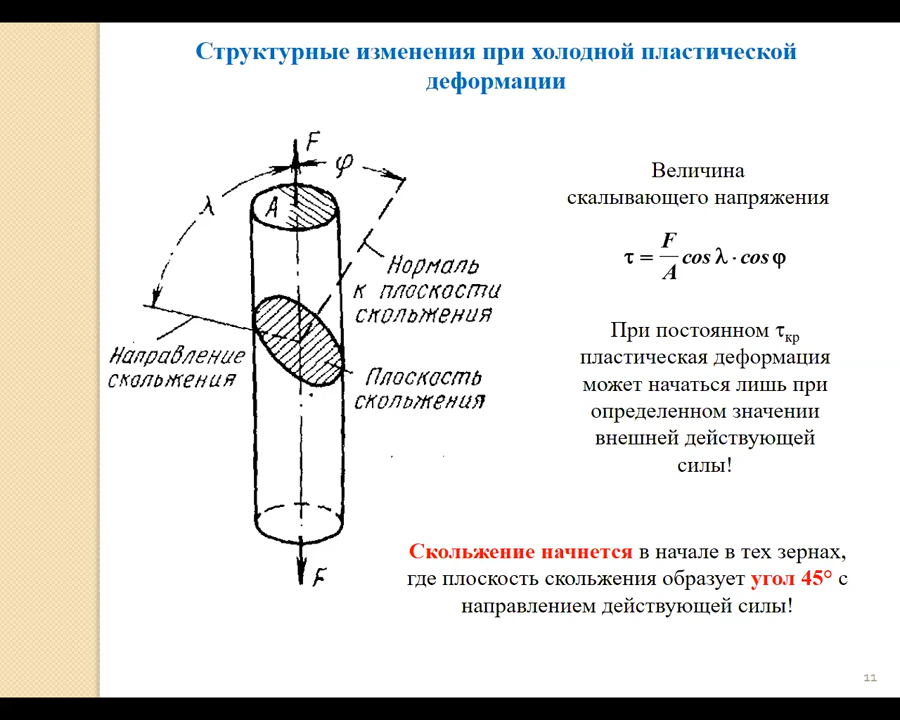 Структурные изменения при холодной пластической
деформации
F
φ
λ
A
Нормаль
к плоскости
скольжения
Направление
скольжения
Плоскость
скольжения
F
Величина
скалывающего напряжения
τ = F/A cos λ · cos φ
При постоянном τкр
пластическая деформация
может начаться лишь при
определенном значении
внешней действующей
силы!
Скольжение начнется в начале в тех зернах,
где плоскость скольжения образует угол 45° с
направлением действующей силы!
11